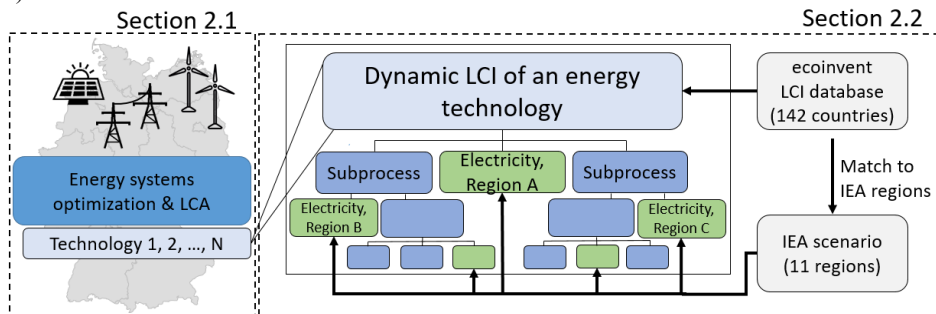 )
Section 2.1
Section 2.2
Energy systems
optimization & LCA
Technology 1, 2, ..., N
Dynamic LCI of an energy
technology
Subprocess
Electricity,
Region A
Subprocess
Electricity,
Region B
Electricity,
Region C
ecoinvent
LCI database
(142 countries)
Match to
IEA regions
IEA scenario
(11 regions)